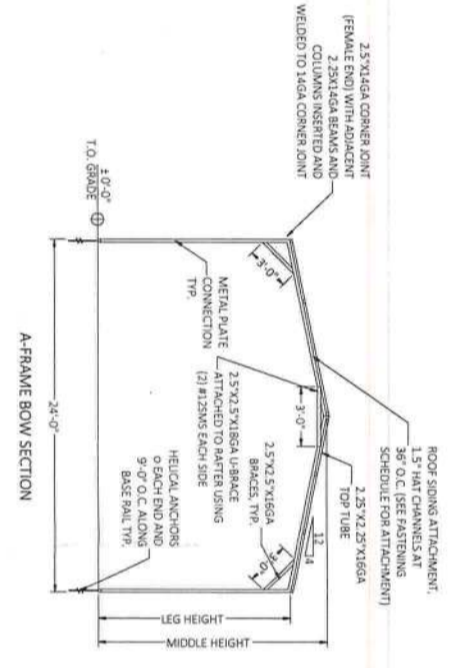 2.5"X14GA CORNER JOINT
(FEMALE END) WITH ADJACENT
2.25X14GA BEAMS AND
COLUMNS INSERTED AND
WELDED TO 14GA CORNER JOINT
ROOF SIDING ATTACHMENT,
1.5" HAT CHANNELS AT
36" O.C. (SEE FASTENING
SCHEDULE FOR ATTACHMENT)
2.25"X2.25"X16GA
TOP TUBE
12
4
3'-0"
3'-0"
3'-0"
2.5"X2.5"X16GA
BRACES, TYP.
2.5"X2.5"X18GA U-BRACE
ATTACHED TO RAFTER USING
(2) #12SMS EACH SIDE
METAL PLATE
CONNECTION
TYP.
HELICAL ANCHORS
@ EACH END AND
9'-0" O.C. ALONG
BASE RAIL TYP.
LEG HEIGHT
MIDDLE HEIGHT
± 0'-0"
T.O. GRADE
24'-0"
A-FRAME BOW SECTION